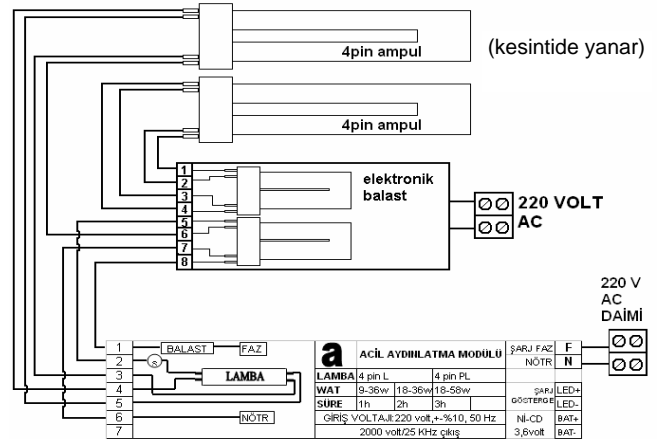 4pin ampul
(kesintide yanar)
4pin ampul
1
2
3
4
5
6
7
8
elektronik
balast
220 VOLT
AC
220 V
AC
DAİMİ
1
2
3
4
5
6
7
BALAST
FAZ
LAMBA
NÖTR
a
ACİL AYDINLATMA MODÜLÜ
LAMBA 4 pin L 4 pin PL
WAT 9-36w 18-36w 18-58w
SÜRE 1h 2h 3h
GİRİŞ VOLTAJI:220 volt,+-%10, 50 Hz
2000 volt/25 KHz çıkış
ŞARJ FAZ F
NÖTR N
ŞARJ
GÖSTERGE
LED+
LED-
Nİ-CD BAT+
3,6volt BAT-